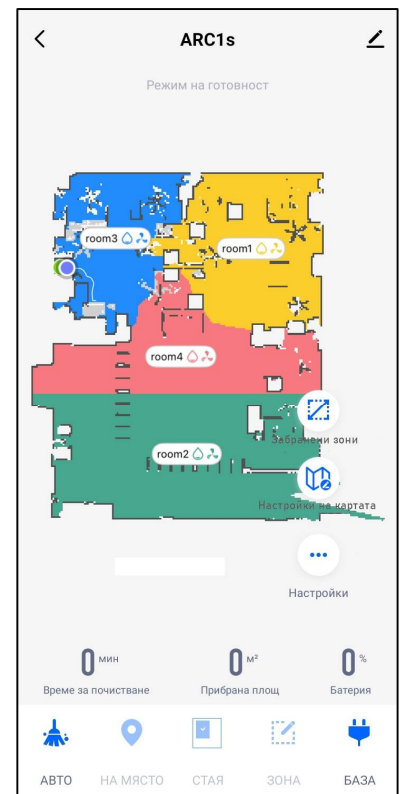 ARC1s
Режим на готовност
room3
room1
room4
room2
Забранени зони
Настройки на картата
Настройки
0 мин
0 м²
0 %
Време за почистване
Прибрана площ
Батерия
АВТО
НА МЯСТО
СТАЯ
ЗОНА
БАЗА